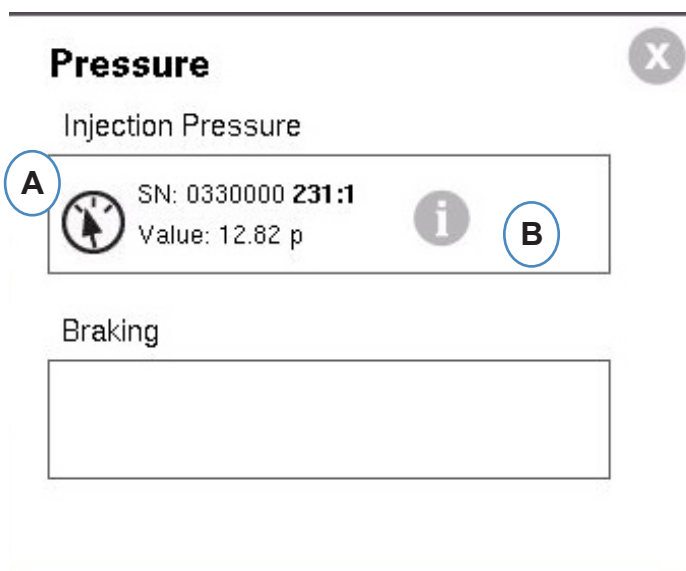 Pressure
X
Injection Pressure
A
SN: 0330000 231:1
Value: 12.82 p
i
B
Braking